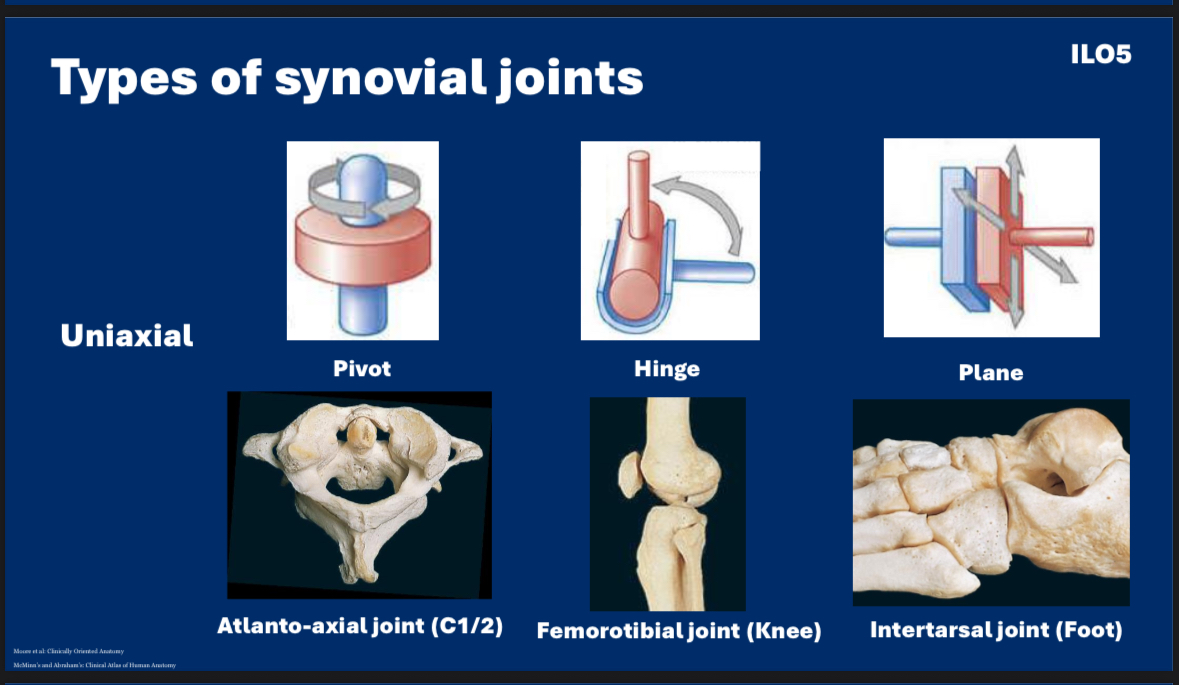 ILO5
Types of synovial joints
Uniaxial
Pivot
Hinge
Plane
Atlanto-axial joint (C1/2)
Femorotibial joint (Knee)
Intertarsal joint (Foot)
Moore et al: Clinically Oriented Anatomy
McMinn's and Abraham's: Clinical Atlas of Human Anatomy